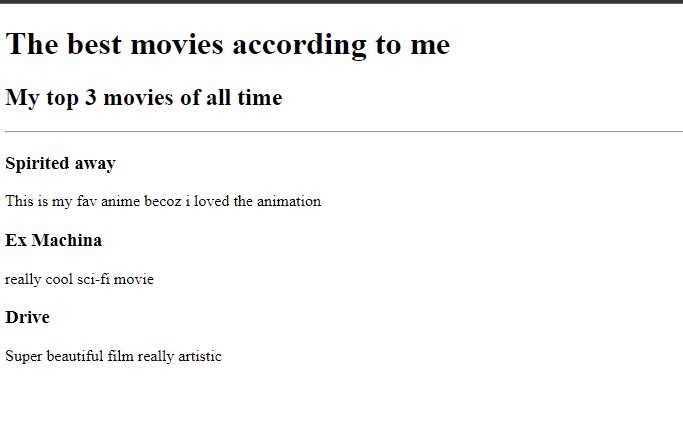 The best movies according to me
My top 3 movies of all time
Spirited away
This is my fav anime becoz i loved the animation
Ex Machina
really cool sci-fi movie
Drive
Super beautiful film really artistic